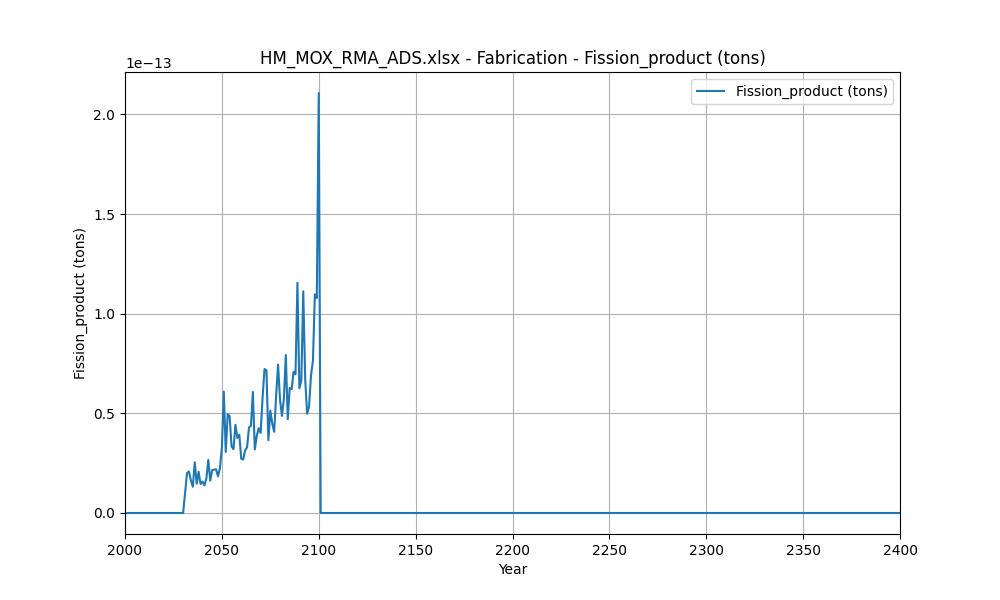 HM_MOX_RMA_ADS.xlsx - Fabrication - Fission_product (tons)
1e−13
Fission_product (tons)
2.0
1.5
1.0
0.5
0.0
Fission_product (tons)
2000 2050 2100 2150 2200 2250 2300 2350 2400
Year